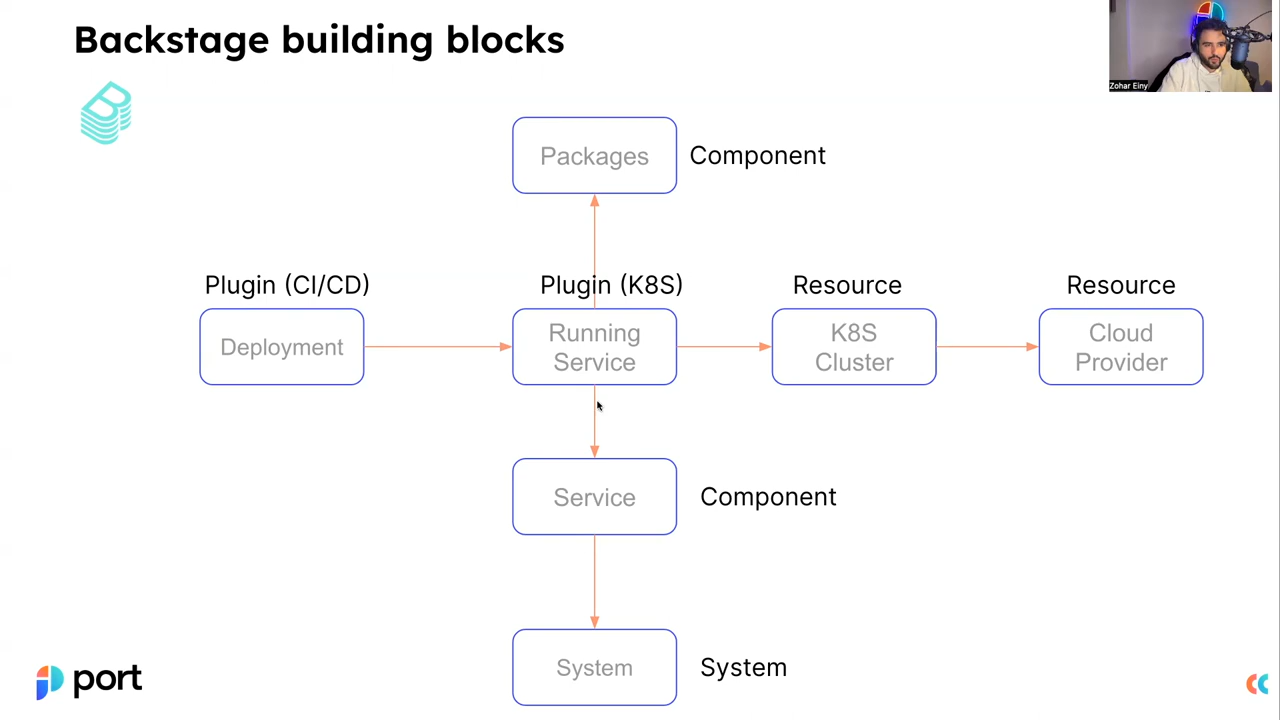 Backstage building blocks
Zohar Einy
Packages
Component
Plugin (CI/CD)
Plugin (K8S)
Resource
Resource
Deployment
Running
Service
K8S
Cluster
Cloud
Provider
Service
Component
System
System
port